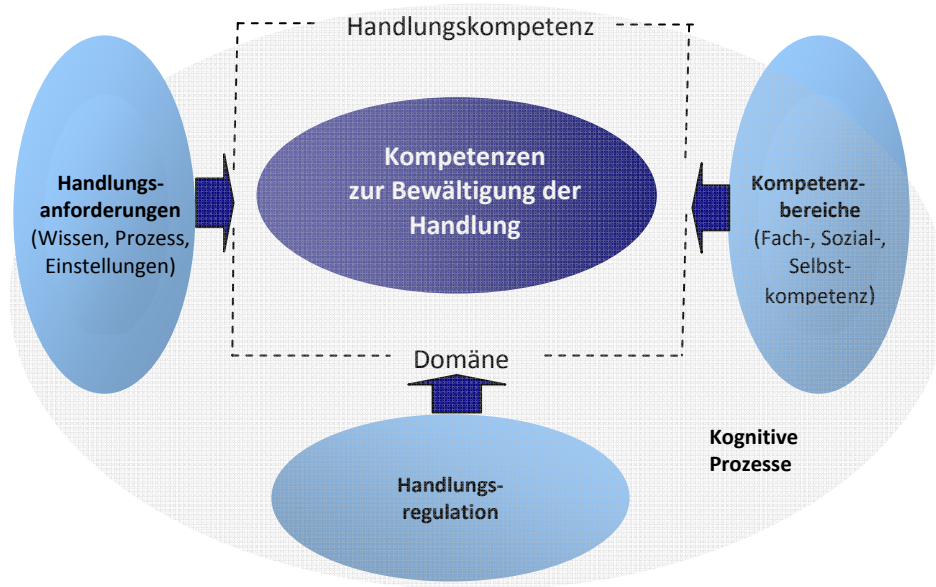 Handlungskompetenz
Kompetenzen
zur Bewältigung der
Handlung
Handlungs-
anforderungen
(Wissen, Prozess,
Einstellungen)
Kompetenz-
bereiche
(Fach-, Sozial-,
Selbst-
kompetenz)
Domäne
Handlungs-
regulation
Kognitive
Prozesse